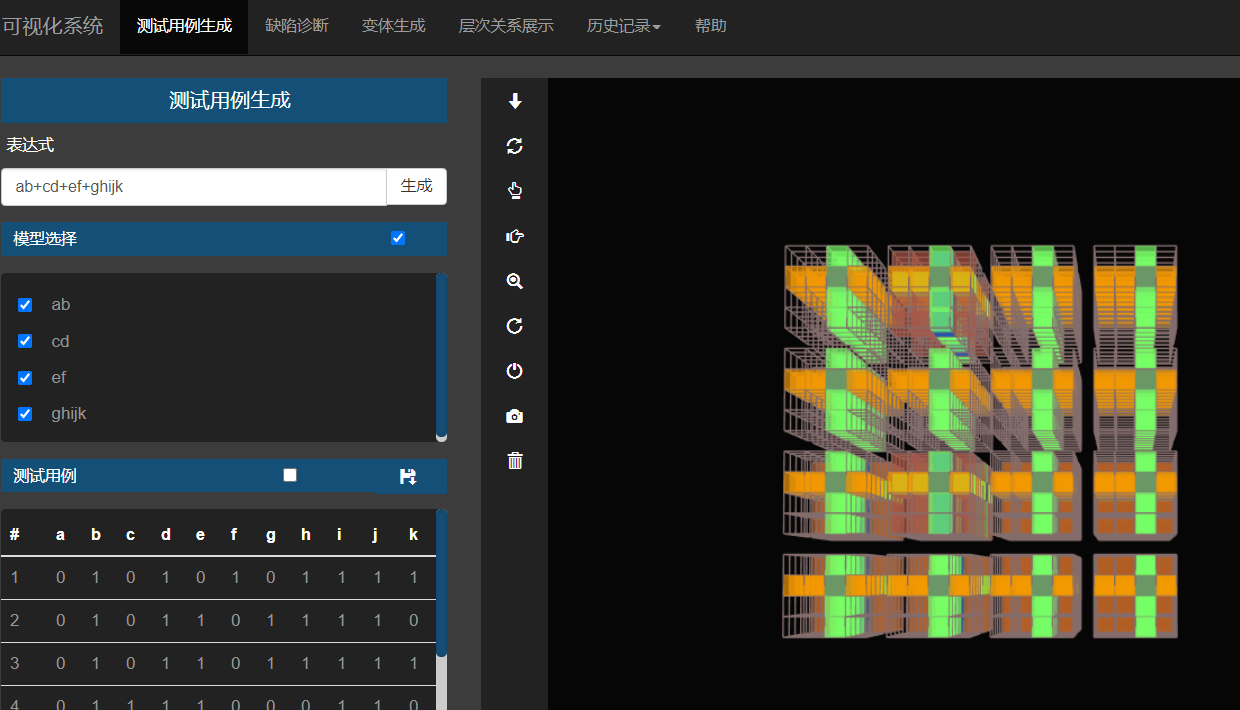 可视化系统 测试用例生成 缺陷诊断 变体生成 层次关系展示 历史记录 帮助
测试用例生成
表达式
ab+cd+ef+ghijk 生成
模型选择
ab
cd
ef
ghijk
测试用例
# a b c d e f g h i j k
1 0 1 0 1 0 1 0 1 1 1 1
2 0 1 0 1 1 0 1 1 1 1 0
3 0 1 0 1 1 0 1 1 1 1 1
4 0 1 1 1 1 0 0 0 1 1 0